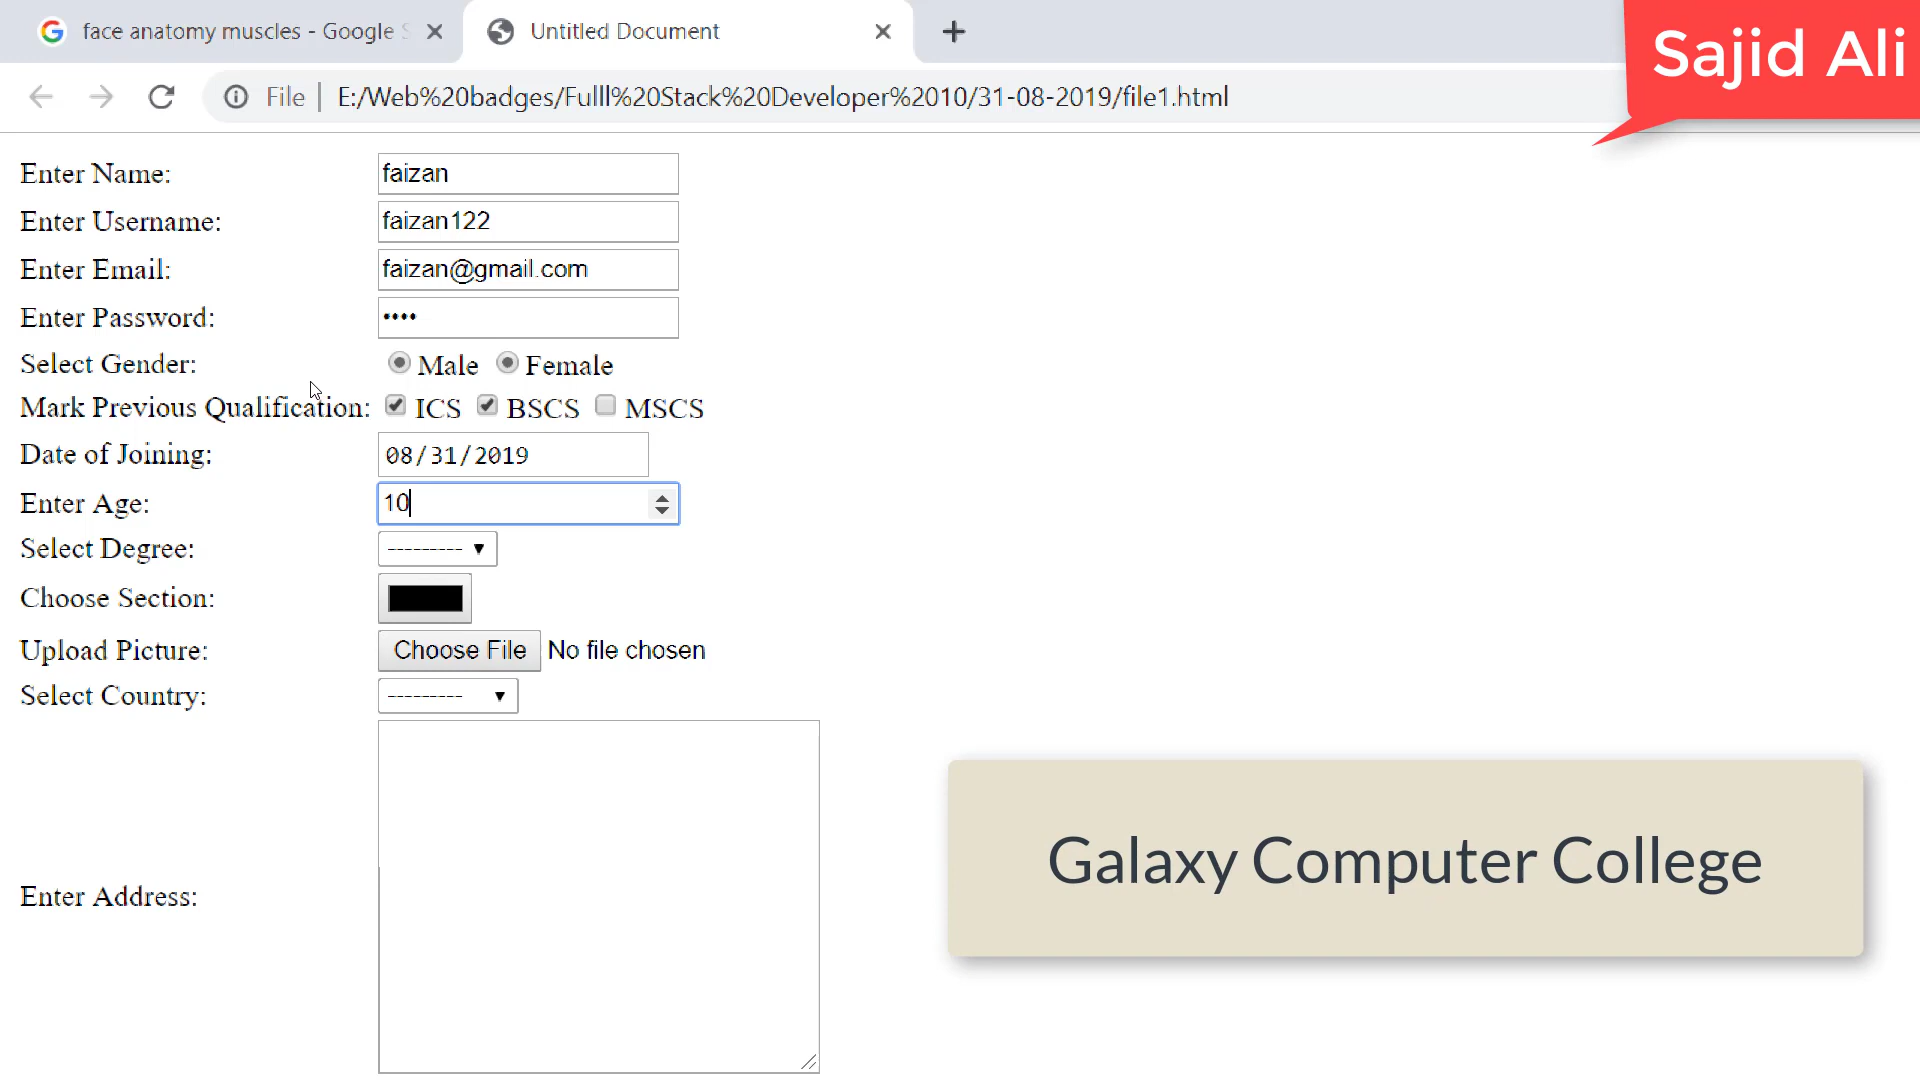 face anatomy muscles - Google S
Untitled Document
Sajid Ali
File
E:/Web%20badges/Fulll%20Stack%20Developer%2010/31-08-2019/file1.html
Enter Name: faizan
Enter Username: faizan122
Enter Email: faizan@gmail.com
Enter Password: ••••
Select Gender: Male Female
Mark Previous Qualification: ICS BSCS MSCS
Date of Joining: 08/31/2019
Enter Age: 10
Select Degree: ---------
Choose Section:
Upload Picture: Choose File No file chosen
Select Country: ---------
Enter Address:
Galaxy Computer College